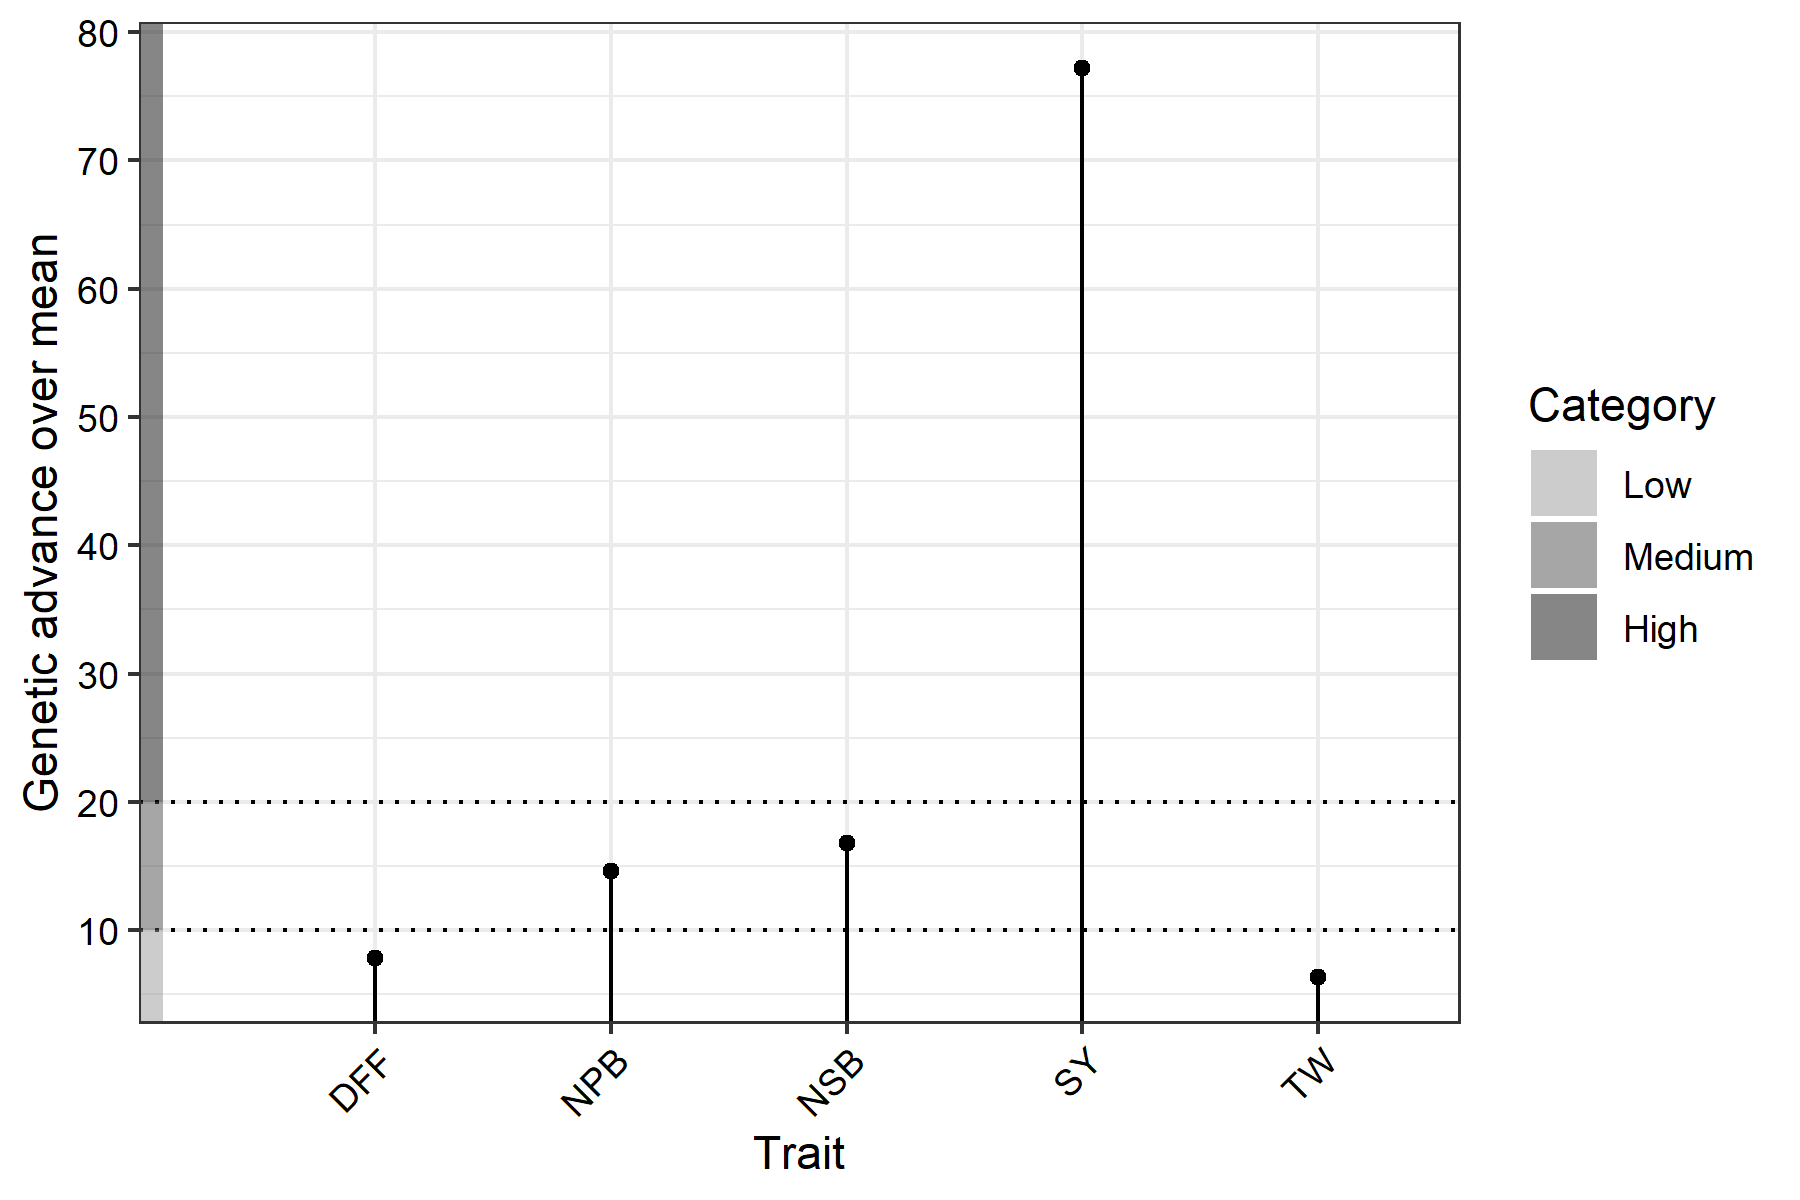 Genetic advance over mean
80
70
60
50
40
30
20
10
DFF
NPB
NSB
SY
TW
Trait
Category
Low
Medium
High